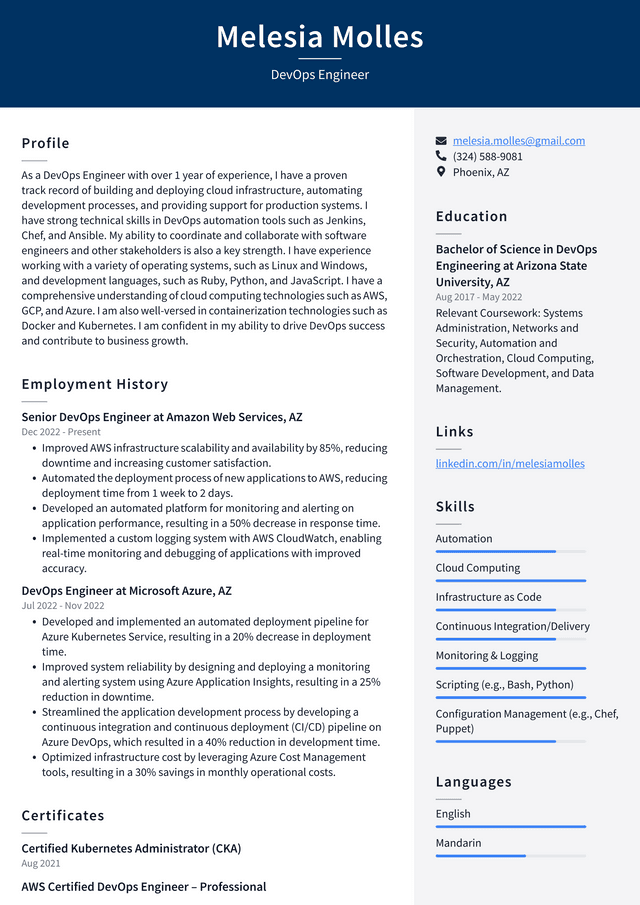 Melesia Molles
DevOps Engineer
Profile
As a DevOps Engineer with over 1 year of experience, I have a proven
track record of building and deploying cloud infrastructure, automating
development processes, and providing support for production systems. I
have strong technical skills in DevOps automation tools such as Jenkins,
Chef, and Ansible. My ability to coordinate and collaborate with software
engineers and other stakeholders is also a key strength. I have experience
working with a variety of operating systems, such as Linux and Windows,
and development languages, such as Ruby, Python, and JavaScript. I have a
comprehensive understanding of cloud computing technologies such as AWS,
GCP, and Azure. I am also well-versed in containerization technologies such as
Docker and Kubernetes. I am confident in my ability to drive DevOps success
and contribute to business growth.
Employment History
Senior DevOps Engineer at Amazon Web Services, AZ
Dec 2022 - Present
• Improved AWS infrastructure scalability and availability by 85%, reducing
downtime and increasing customer satisfaction.
• Automated the deployment process of new applications to AWS, reducing
deployment time from 1 week to 2 days.
• Developed an automated platform for monitoring and alerting on
application performance, resulting in a 50% decrease in response time.
• Implemented a custom logging system with AWS CloudWatch, enabling
real-time monitoring and debugging of applications with improved
accuracy.
DevOps Engineer at Microsoft Azure, AZ
Jul 2022 - Nov 2022
• Developed and implemented an automated deployment pipeline for
Azure Kubernetes Service, resulting in a 20% decrease in deployment
time.
• Improved system reliability by designing and deploying a monitoring
and alerting system using Azure Application Insights, resulting in a 25%
reduction in downtime.
• Streamlined the application development process by developing a
continuous integration and continuous deployment (CI/CD) pipeline on
Azure DevOps, which resulted in a 40% reduction in development time.
• Optimized infrastructure cost by leveraging Azure Cost Management
tools, resulting in a 30% savings in monthly operational costs.
Certificates
Certified Kubernetes Administrator (CKA)
Aug 2021
AWS Certified DevOps Engineer – Professional
melesia.molles@gmail.com
(324) 588-9081
Phoenix, AZ
Education
Bachelor of Science in DevOps
Engineering at Arizona State
University, AZ
Aug 2017 - May 2022
Relevant Coursework: Systems
Administration, Networks and
Security, Automation and
Orchestration, Cloud Computing,
Software Development, and Data
Management.
Links
linkedin.com/in/melesiamolles
Skills
Automation
Cloud Computing
Infrastructure as Code
Continuous Integration/Delivery
Monitoring & Logging
Scripting (e.g., Bash, Python)
Configuration Management (e.g., Chef,
Puppet)
Languages
English
Mandarin